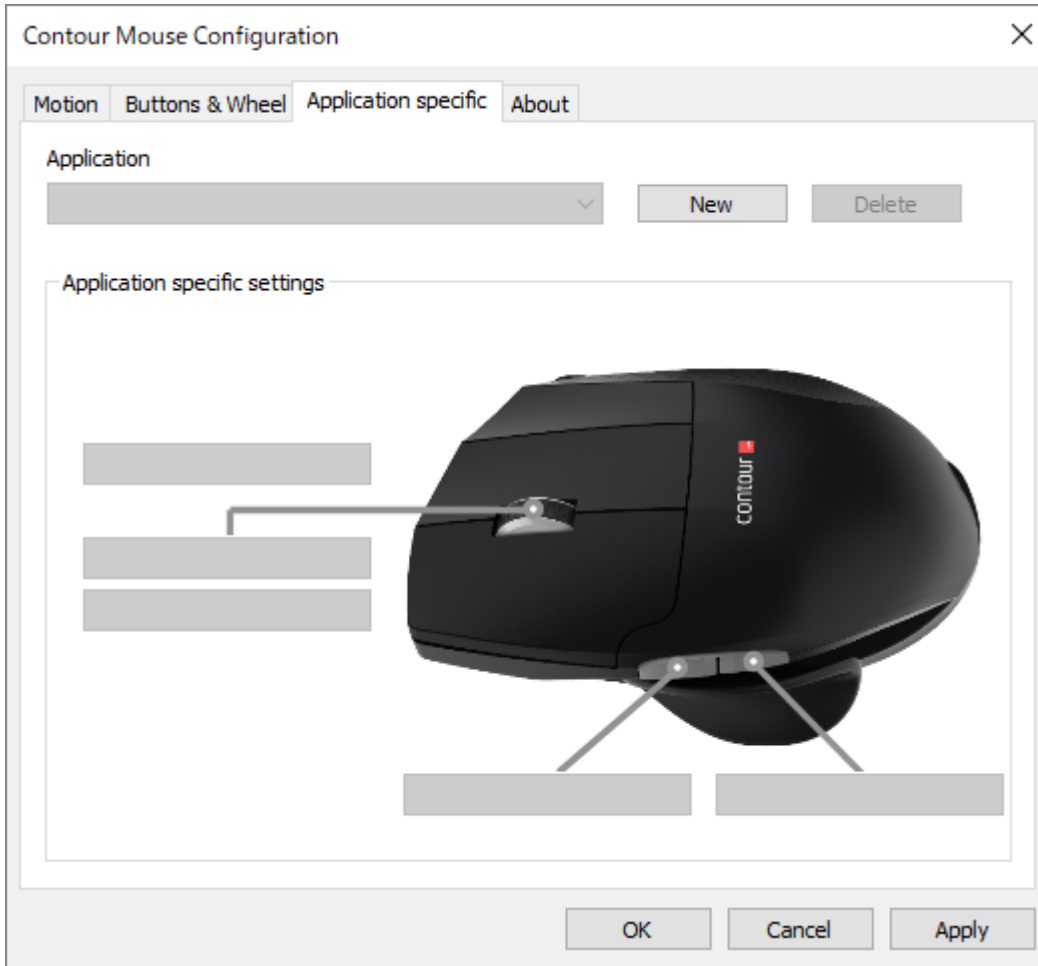 Contour Mouse Configuration
Motion Buttons & Wheel Application specific About
Application
New Delete
Application specific settings
contour
OK Cancel Apply